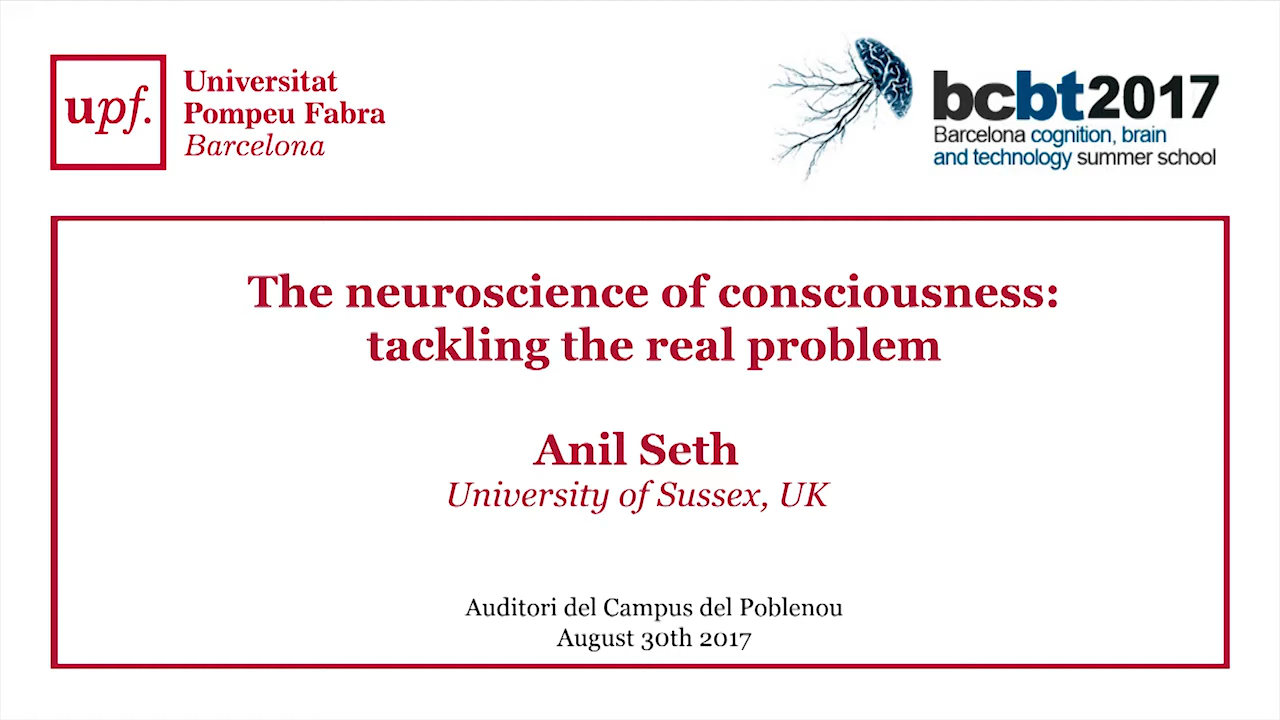 upf.
Universitat
Pompeu Fabra
Barcelona
bcbt2017
Barcelona cognition, brain
and technology summer school
The neuroscience of consciousness:
tackling the real problem
Anil Seth
University of Sussex, UK
Auditori del Campus del Poblenou
August 30th 2017